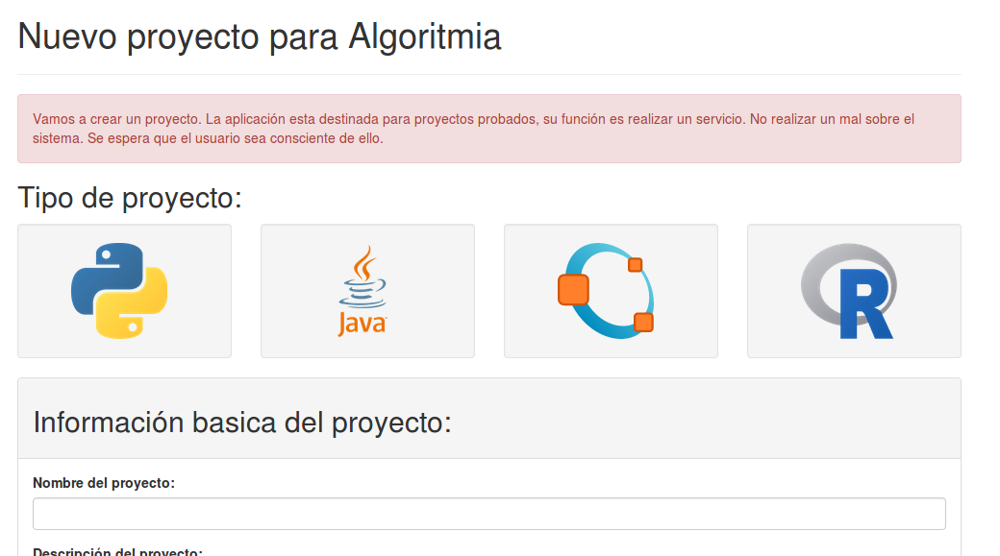 Nuevo proyecto para Algoritmia
Vamos a crear un proyecto. La aplicación esta destinada para proyectos probados, su función es realizar un servicio. No realizar un mal sobre el
sistema. Se espera que el usuario sea consciente de ello.
Tipo de proyecto:
Java
R
Información basica del proyecto:
Nombre del proyecto:
Descripción del proyecto: